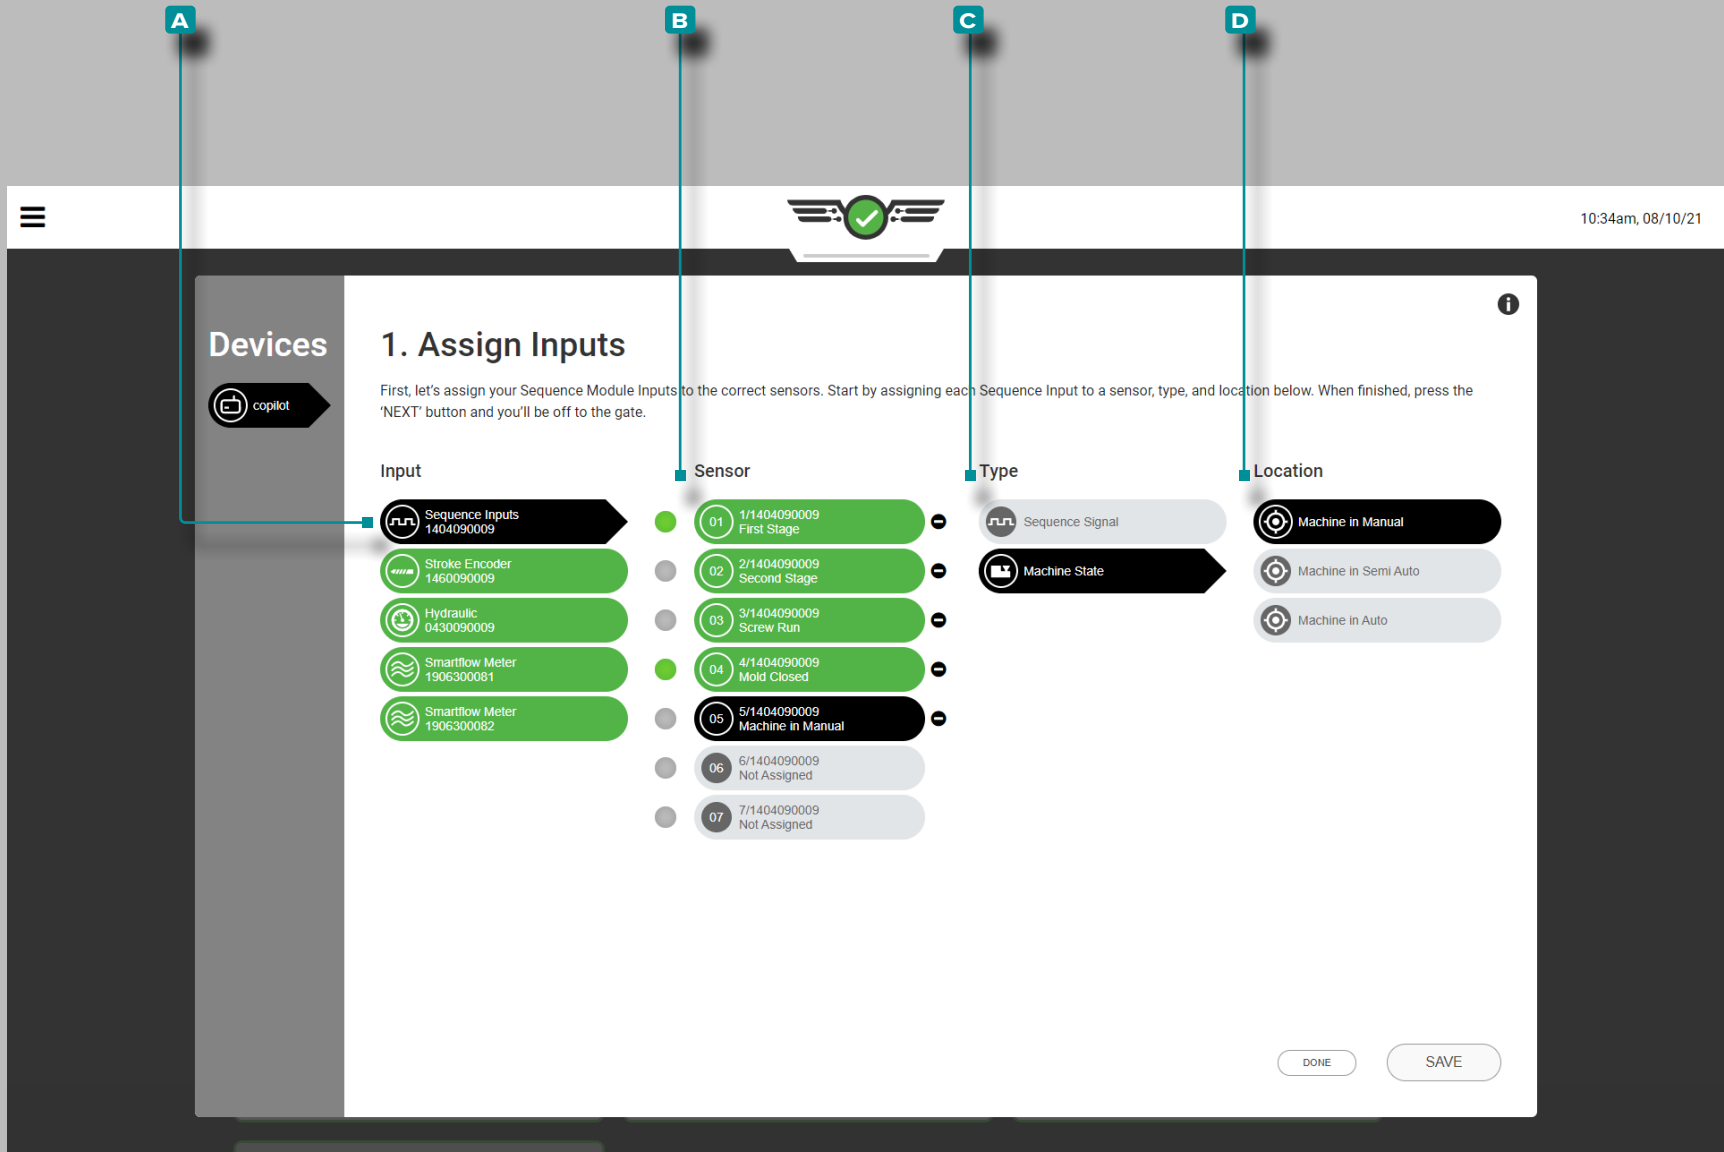 A
B
C
D
10:34am, 08/10/21
Devices
copilot
1. Assign Inputs
First, let’s assign your Sequence Module Inputs to the correct sensors. Start by assigning each Sequence Input to a sensor, type, and location below. When finished, press the
‘NEXT’ button and you’ll be off to the gate.
Input
Sequence Inputs
1404090009
Stroke Encoder
1460090009
Hydraulic
0430090009
Smartflow Meter
1906300081
Smartflow Meter
1906300082
Sensor
01
1/1404090009
First Stage
02
2/1404090009
Second Stage
03
3/1404090009
Screw Run
04
4/1404090009
Mold Closed
05
5/1404090009
Machine in Manual
06
6/1404090009
Not Assigned
07
7/1404090009
Not Assigned
Type
Sequence Signal
Machine State
Location
Machine in Manual
Machine in Semi Auto
Machine in Auto
DONE
SAVE